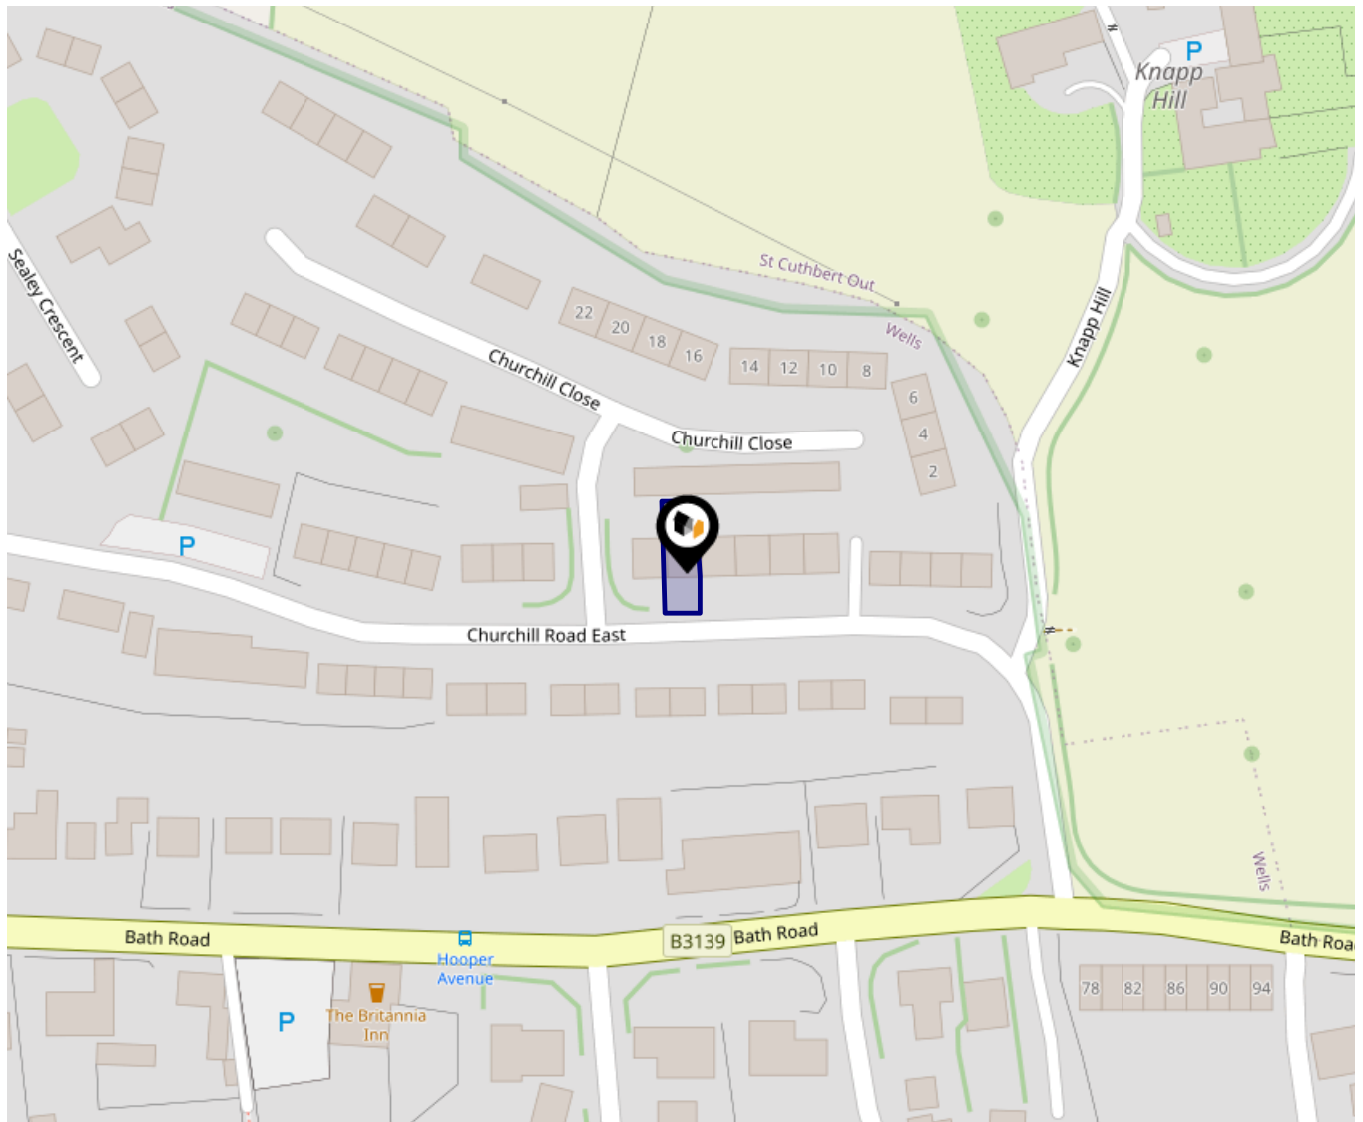 P
Knapp
Hill
Sealey Crescent
St Cuthbert Out
Wells
Knapp Hill
22
20
18
16
14
12
10
8
6
4
2
Churchill Close
Churchill Close
P
Churchill Road East
Wells
Bath Road
B3139
Bath Road
Bath Roa
Hooper
Avenue
The Britannia
Inn
P
78
82
86
90
94